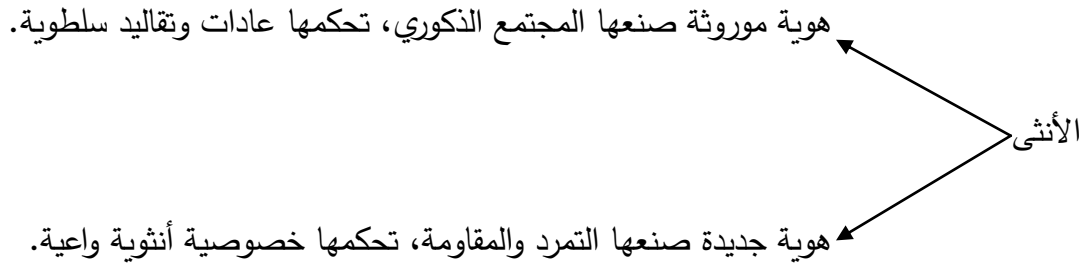 هوية موروثة صنعها المجتمع الذكوري، تحكمها عادات وتقاليد سلطوية.
الأنثى
هوية جديدة صنعها التمرد والمقاومة، تحكمها خصوصية أنثوية واعية.